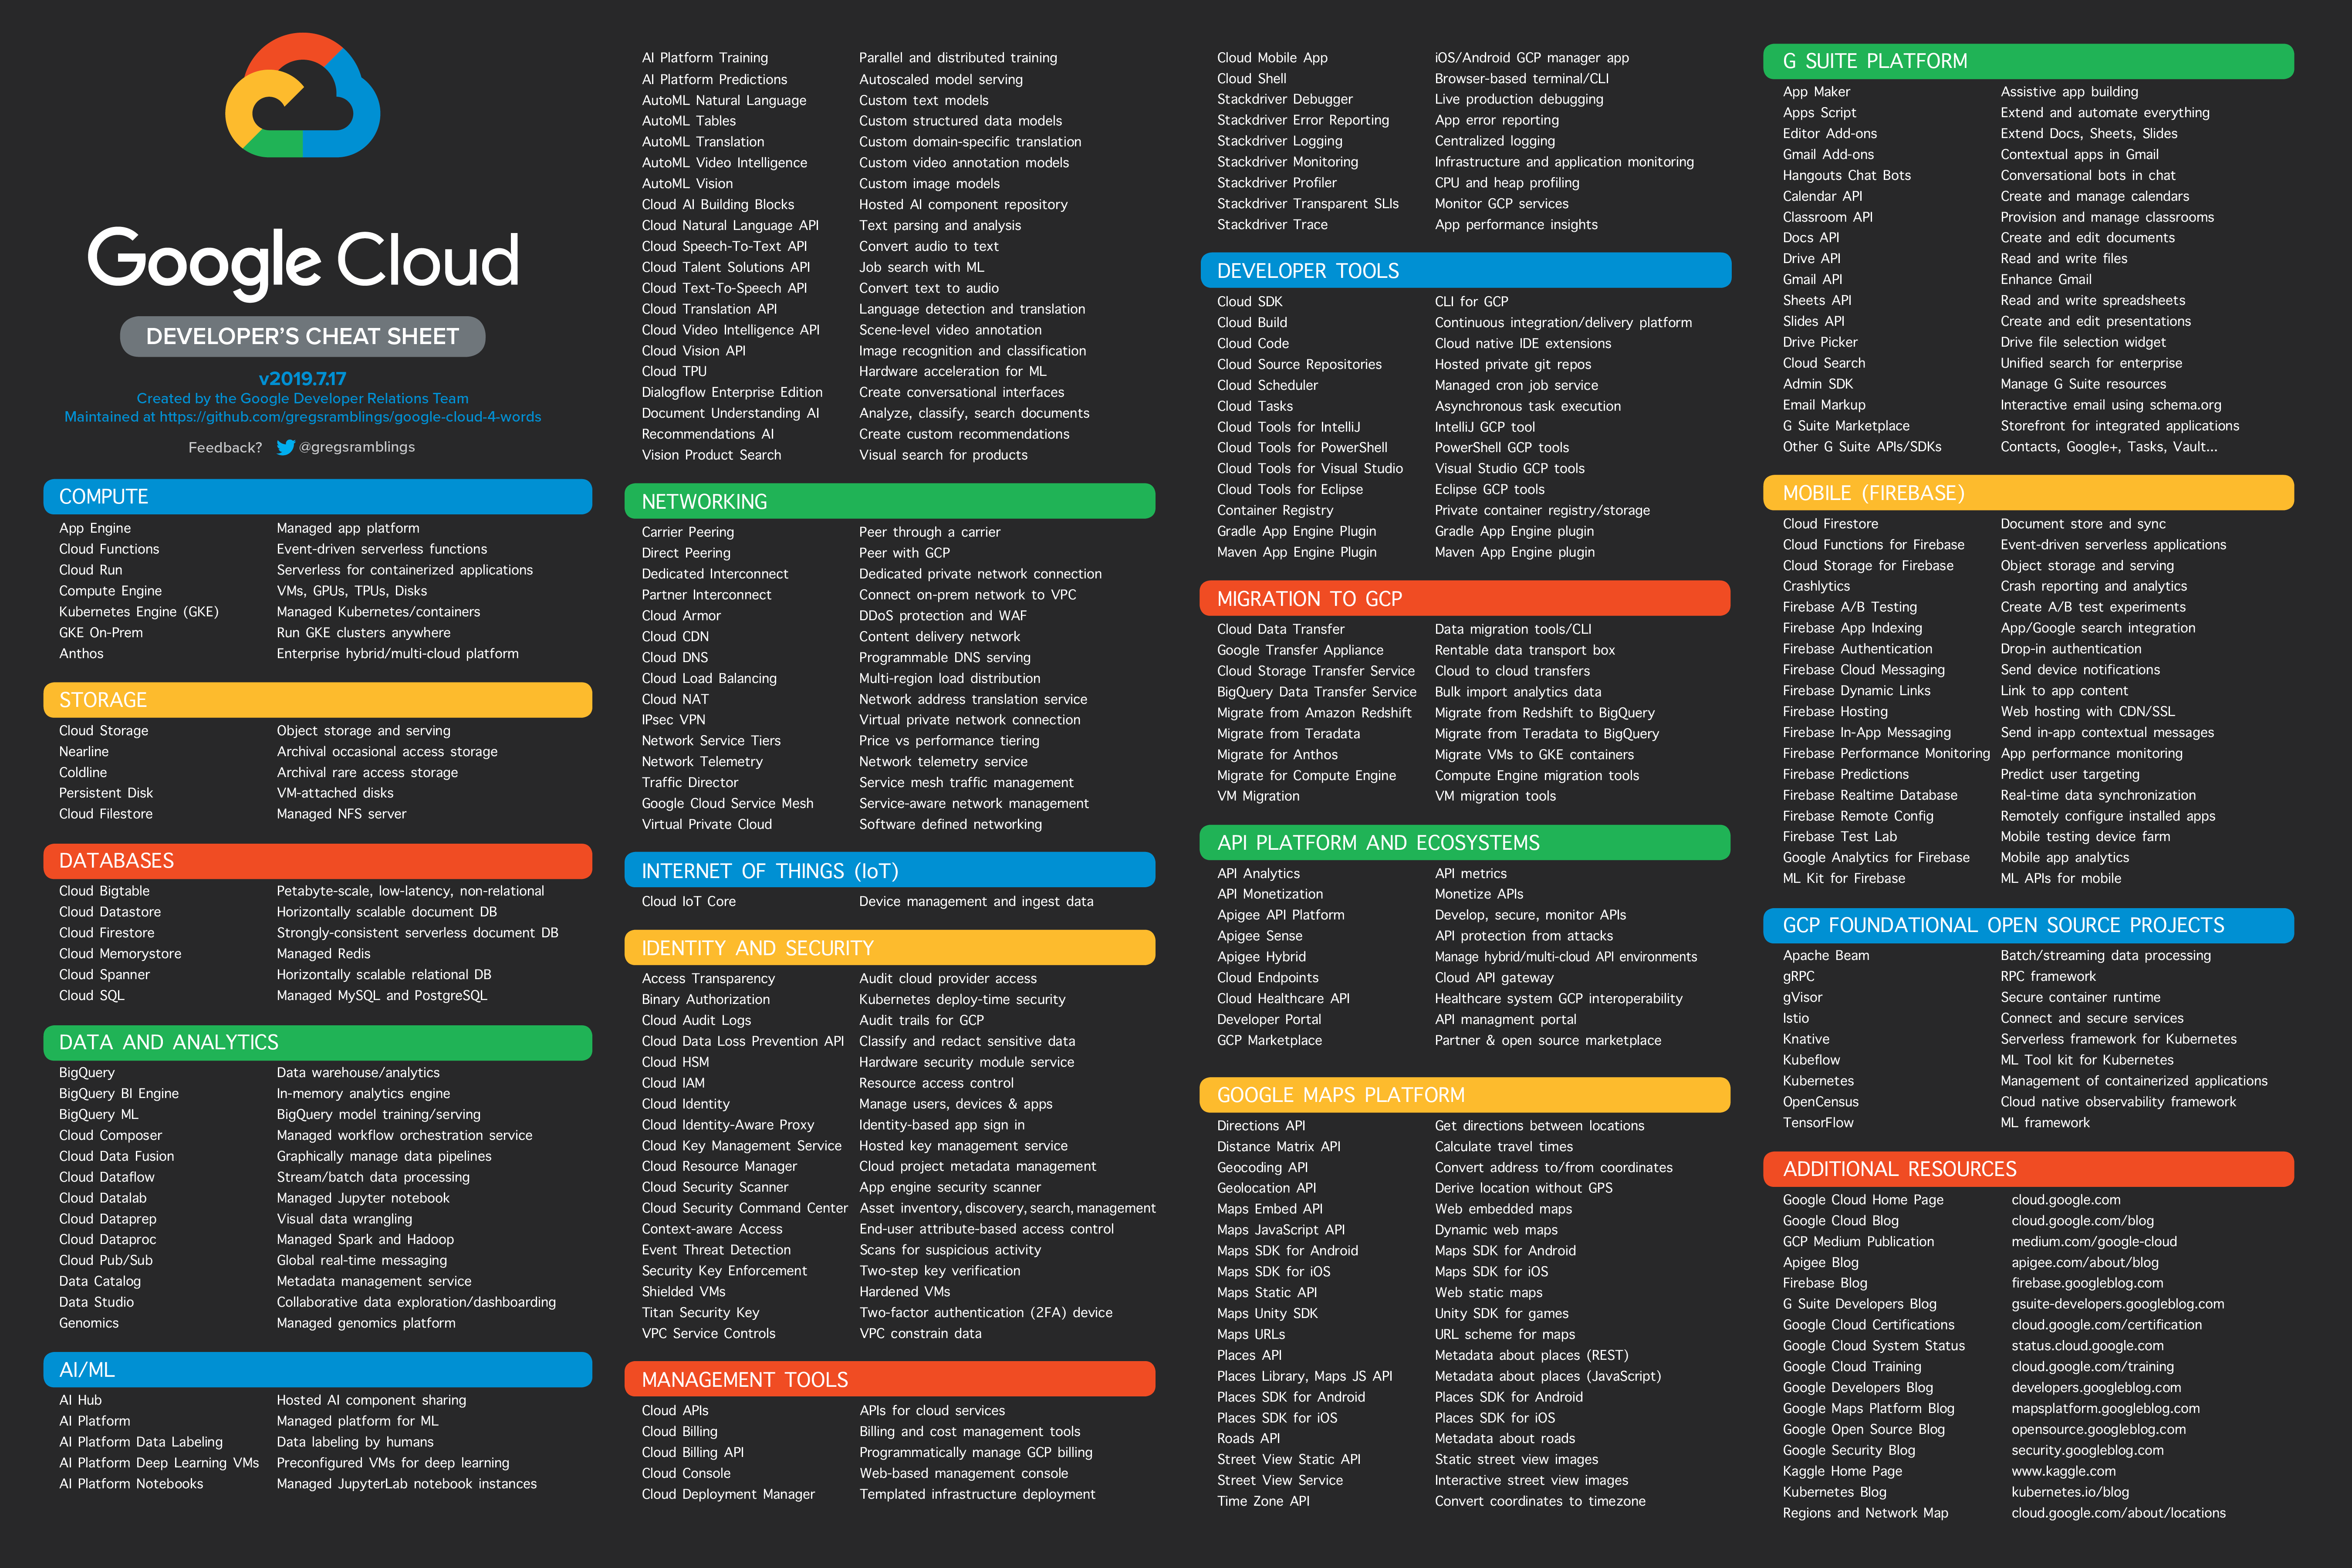 Google Cloud
DEVELOPER'S CHEAT SHEET
v2019.7.17
Created by the Google Developer Relations Team
Maintained at https://github.com/gregsramblings/google-cloud-4-words
Feedback? @gregsramblings
COMPUTE
App Engine Managed app platform
Cloud Functions Event-driven serverless functions
Cloud Run Serverless for containerized applications
Compute Engine VMs, GPUs, TPUs, Disks
Kubernetes Engine (GKE) Managed Kubernetes/containers
GKE On-Prem Run GKE clusters anywhere
Anthos Enterprise hybrid/multi-cloud platform
STORAGE
Cloud Storage Object storage and serving
Nearline Archival occasional access storage
Coldline Archival rare access storage
Persistent Disk VM-attached disks
Cloud Filestore Managed NFS server
DATABASES
Cloud Bigtable Petabyte-scale, low-latency, non-relational
Cloud Datastore Horizontally scalable document DB
Cloud Firestore Strongly-consistent serverless document DB
Cloud Memorystore Managed Redis
Cloud Spanner Horizontally scalable relational DB
Cloud SQL Managed MySQL and PostgreSQL
DATA AND ANALYTICS
BigQuery Data warehouse/analytics
BigQuery BI Engine In-memory analytics engine
BigQuery ML BigQuery model training/serving
Cloud Composer Managed workflow orchestration service
Cloud Data Fusion Graphically manage data pipelines
Cloud Dataflow Stream/batch data processing
Cloud Datalab Managed Jupyter notebook
Cloud Dataprep Visual data wrangling
Cloud Dataproc Managed Spark and Hadoop
Cloud Pub/Sub Global real-time messaging
Data Catalog Metadata management service
Data Studio Collaborative data exploration/dashboarding
Genomics Managed genomics platform
AI/ML
AI Hub Hosted AI component sharing
AI Platform Managed platform for ML
AI Platform Data Labeling Data labeling by humans
AI Platform Deep Learning VMs Preconfigured VMs for deep learning
AI Platform Notebooks Managed JupyterLab notebook instances
AI Platform Training Parallel and distributed training
AI Platform Predictions Autoscaled model serving
AutoML Natural Language Custom text models
AutoML Tables Custom structured data models
AutoML Translation Custom domain-specific translation
AutoML Video Intelligence Custom video annotation models
AutoML Vision Custom image models
Cloud AI Building Blocks Hosted AI component repository
Cloud Natural Language API Text parsing and analysis
Cloud Speech-To-Text API Convert audio to text
Cloud Talent Solutions API Job search with ML
Cloud Text-To-Speech API Convert text to audio
Cloud Translation API Language detection and translation
Cloud Video Intelligence API Scene-level video annotation
Cloud Vision API Image recognition and classification
Cloud TPU Hardware acceleration for ML
Dialogflow Enterprise Edition Create conversational interfaces
Document Understanding AI Analyze, classify, search documents
Recommendations AI Create custom recommendations
Vision Product Search Visual search for products
NETWORKING
Carrier Peering Peer through a carrier
Direct Peering Peer with GCP
Dedicated Interconnect Dedicated private network connection
Partner Interconnect Connect on-prem network to VPC
Cloud Armor DDoS protection and WAF
Cloud CDN Content delivery network
Cloud DNS Programmable DNS serving
Cloud Load Balancing Multi-region load distribution
Cloud NAT Network address translation service
IPsec VPN Virtual private network connection
Network Service Tiers Price vs performance tiering
Network Telemetry Network telemetry service
Traffic Director Service mesh traffic management
Google Cloud Service Mesh Service-aware network management
Virtual Private Cloud Software defined networking
INTERNET OF THINGS (IoT)
Cloud IoT Core Device management and ingest data
IDENTITY AND SECURITY
Access Transparency Audit cloud provider access
Binary Authorization Kubernetes deploy-time security
Cloud Audit Logs Audit trails for GCP
Cloud Data Loss Prevention API Classify and redact sensitive data
Cloud HSM Hardware security module service
Cloud IAM Resource access control
Cloud Identity Manage users, devices & apps
Cloud Identity-Aware Proxy Identity-based app sign in
Cloud Key Management Service Hosted key management service
Cloud Resource Manager Cloud project metadata management
Cloud Security Scanner App engine security scanner
Cloud Security Command Center Asset inventory, discovery, search, management
Context-aware Access End-user attribute-based access control
Event Threat Detection Scans for suspicious activity
Security Key Enforcement Two-step key verification
Shielded VMs Hardened VMs
Titan Security Key Two-factor authentication (2FA) device
VPC Service Controls VPC constrain data
MANAGEMENT TOOLS
Cloud APIs APIs for cloud services
Cloud Billing Billing and cost management tools
Cloud Billing API Programmatically manage GCP billing
Cloud Console Web-based management console
Cloud Deployment Manager Templated infrastructure deployment
Cloud Mobile App iOS/Android GCP manager app
Cloud Shell Browser-based terminal/CLI
Stackdriver Debugger Live production debugging
Stackdriver Error Reporting App error reporting
Stackdriver Logging Centralized logging
Stackdriver Monitoring Infrastructure and application monitoring
Stackdriver Profiler CPU and heap profiling
Stackdriver Transparent SLIs Monitor GCP services
Stackdriver Trace App performance insights
DEVELOPER TOOLS
Cloud SDK CLI for GCP
Cloud Build Continuous integration/delivery platform
Cloud Code Cloud native IDE extensions
Cloud Source Repositories Hosted private git repos
Cloud Scheduler Managed cron job service
Cloud Tasks Asynchronous task execution
Cloud Tools for IntelliJ IntelliJ GCP tool
Cloud Tools for PowerShell PowerShell GCP tools
Cloud Tools for Visual Studio Visual Studio GCP tools
Cloud Tools for Eclipse Eclipse GCP tools
Container Registry Private container registry/storage
Gradle App Engine Plugin Gradle App Engine plugin
Maven App Engine Plugin Maven App Engine plugin
MIGRATION TO GCP
Cloud Data Transfer Data migration tools/CLI
Google Transfer Appliance Rentable data transport box
Cloud Storage Transfer Service Cloud to cloud transfers
BigQuery Data Transfer Service Bulk import analytics data
Migrate from Amazon Redshift Migrate from Redshift to BigQuery
Migrate from Teradata Migrate from Teradata to BigQuery
Migrate for Anthos Migrate VMs to GKE containers
Migrate for Compute Engine Compute Engine migration tools
VM Migration VM migration tools
API PLATFORM AND ECOSYSTEMS
API Analytics API metrics
API Monetization Monetize APIs
Apigee API Platform Develop, secure, monitor APIs
Apigee Sense API protection from attacks
Apigee Hybrid Manage hybrid/multi-cloud API environments
Cloud Endpoints Cloud API gateway
Cloud Healthcare API Healthcare system GCP interoperability
Developer Portal API managment portal
GCP Marketplace Partner & open source marketplace
GOOGLE MAPS PLATFORM
Directions API Get directions between locations
Distance Matrix API Calculate travel times
Geocoding API Convert address to/from coordinates
Geolocation API Derive location without GPS
Maps Embed API Web embedded maps
Maps JavaScript API Dynamic web maps
Maps SDK for Android Maps SDK for Android
Maps SDK for iOS Maps SDK for iOS
Maps Static API Web static maps
Maps Unity SDK Unity SDK for games
Maps URLs URL scheme for maps
Places API Metadata about places (REST)
Places Library, Maps JS API Metadata about places (JavaScript)
Places SDK for Android Places SDK for Android
Places SDK for iOS Places SDK for iOS
Roads API Metadata about roads
Street View Static API Static street view images
Street View Service Interactive street view images
Time Zone API Convert coordinates to timezone
G SUITE PLATFORM
App Maker Assistive app building
Apps Script Extend and automate everything
Editor Add-ons Extend Docs, Sheets, Slides
Gmail Add-ons Contextual apps in Gmail
Hangouts Chat Bots Conversational bots in chat
Calendar API Create and manage calendars
Classroom API Provision and manage classrooms
Docs API Create and edit documents
Drive API Read and write files
Gmail API Enhance Gmail
Sheets API Read and write spreadsheets
Slides API Create and edit presentations
Drive Picker Drive file selection widget
Cloud Search Unified search for enterprise
Admin SDK Manage G Suite resources
Email Markup Interactive email using schema.org
G Suite Marketplace Storefront for integrated applications
Other G Suite APIs/SDKs Contacts, Google+, Tasks, Vault...
MOBILE (FIREBASE)
Cloud Firestore Document store and sync
Cloud Functions for Firebase Event-driven serverless applications
Cloud Storage for Firebase Object storage and serving
Crashlytics Crash reporting and analytics
Firebase A/B Testing Create A/B test experiments
Firebase App Indexing App/Google search integration
Firebase Authentication Drop-in authentication
Firebase Cloud Messaging Send device notifications
Firebase Dynamic Links Link to app content
Firebase Hosting Web hosting with CDN/SSL
Firebase In-App Messaging Send in-app contextual messages
Firebase Performance Monitoring App performance monitoring
Firebase Predictions Predict user targeting
Firebase Realtime Database Real-time data synchronization
Firebase Remote Config Remotely configure installed apps
Firebase Test Lab Mobile testing device farm
Google Analytics for Firebase Mobile app analytics
ML Kit for Firebase ML APIs for mobile
GCP FOUNDATIONAL OPEN SOURCE PROJECTS
Apache Beam Batch/streaming data processing
gRPC RPC framework
gVisor Secure container runtime
Istio Connect and secure services
Knative Serverless framework for Kubernetes
Kubeflow ML Tool kit for Kubernetes
Kubernetes Management of containerized applications
OpenCensus Cloud native observability framework
TensorFlow ML framework
ADDITIONAL RESOURCES
Google Cloud Home Page cloud.google.com
Google Cloud Blog cloud.google.com/blog
GCP Medium Publication medium.com/google-cloud
Apigee Blog apigee.com/about/blog
Firebase Blog firebase.googleblog.com
G Suite Developers Blog gsuite-developers.googleblog.com
Google Cloud Certifications cloud.google.com/certification
Google Cloud System Status status.cloud.google.com
Google Cloud Training cloud.google.com/training
Google Developers Blog developers.googleblog.com
Google Maps Platform Blog mapsplatform.googleblog.com
Google Open Source Blog opensource.googleblog.com
Google Security Blog security.googleblog.com
Kaggle Home Page www.kaggle.com
Kubernetes Blog kubernetes.io/blog
Regions and Network Map cloud.google.com/about/locations